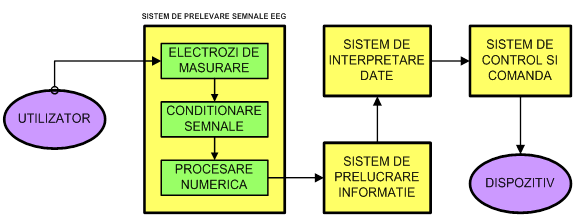 SISTEM DE PRELEVARE SEMNALE EEG
ELECTROZI DE
MASURARE
CONDITIONARE
SEMNALE
PROCESARE
NUMERICA
UTILIZATOR
SISTEM DE
INTERPRETARE
DATE
SISTEM DE
CONTROL SI
COMANDA
SISTEM DE
PRELUCRARE
INFORMATIE
DISPOZITIV